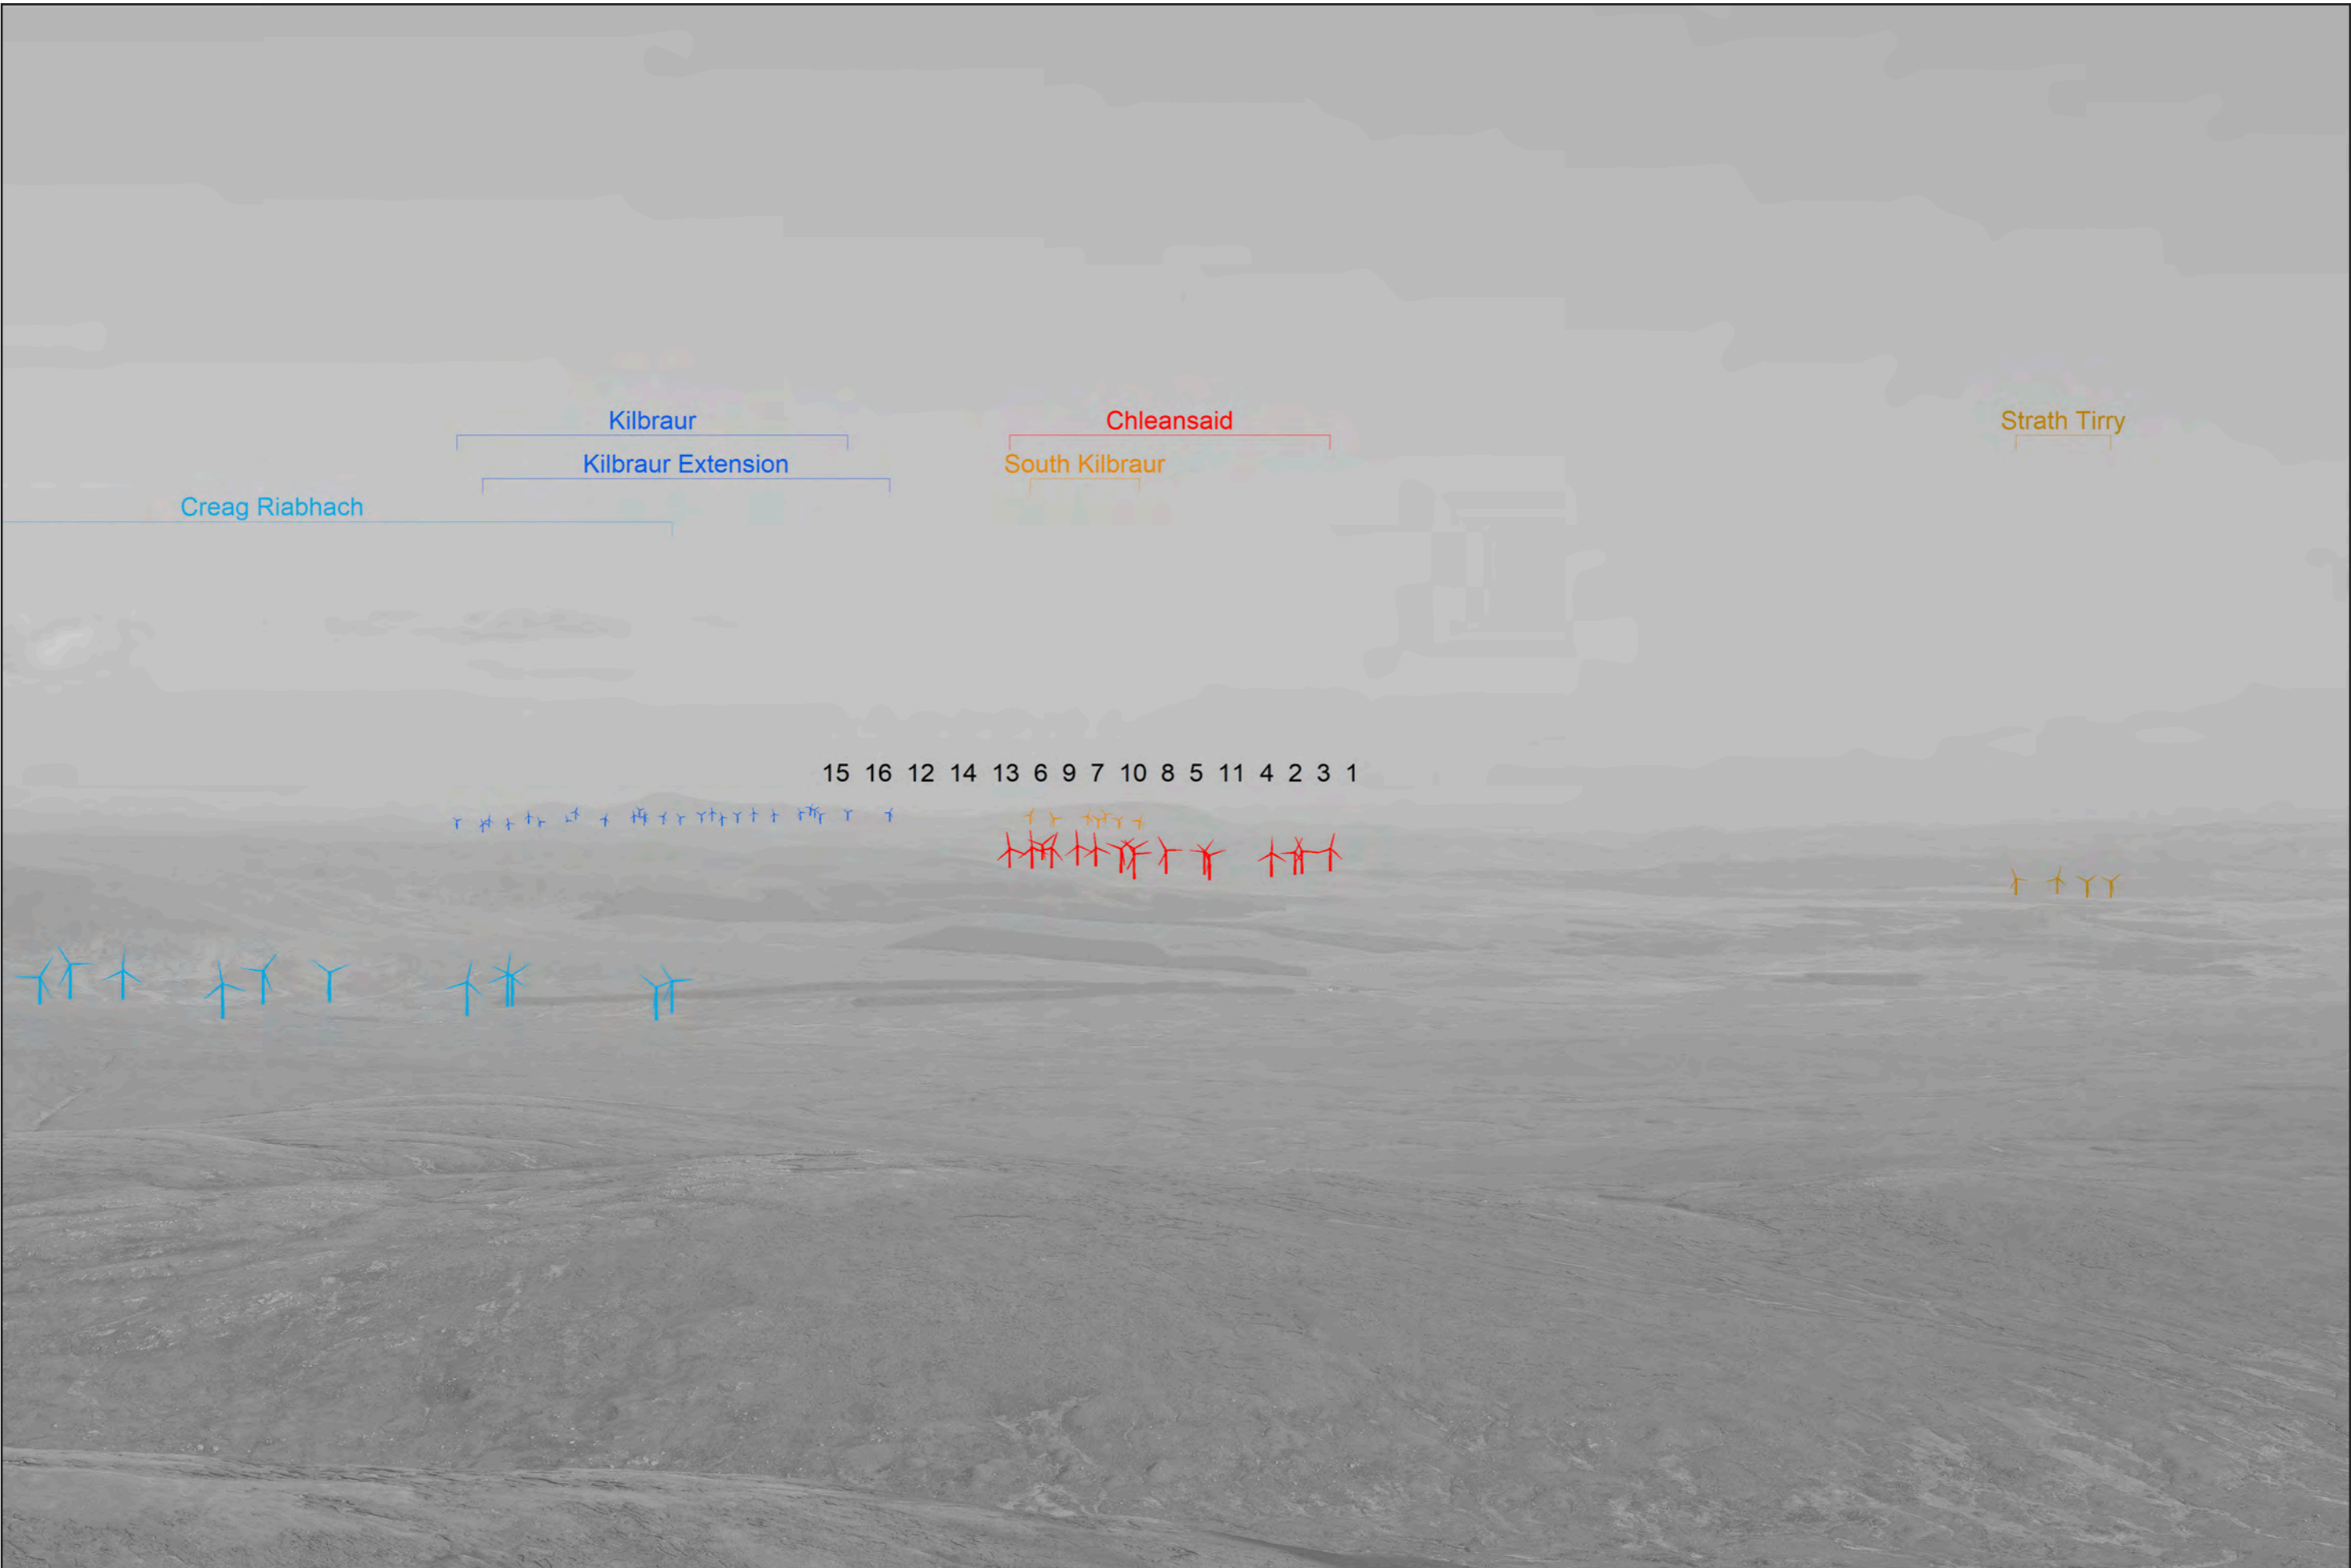 Kilbraur
Chleansaid
Strath Tirry
Kilbraur Extension
South Kilbraur
Creag Riabhach
15 16 12 14 13 6 9 7 10 8 5 11 4 2 3 1